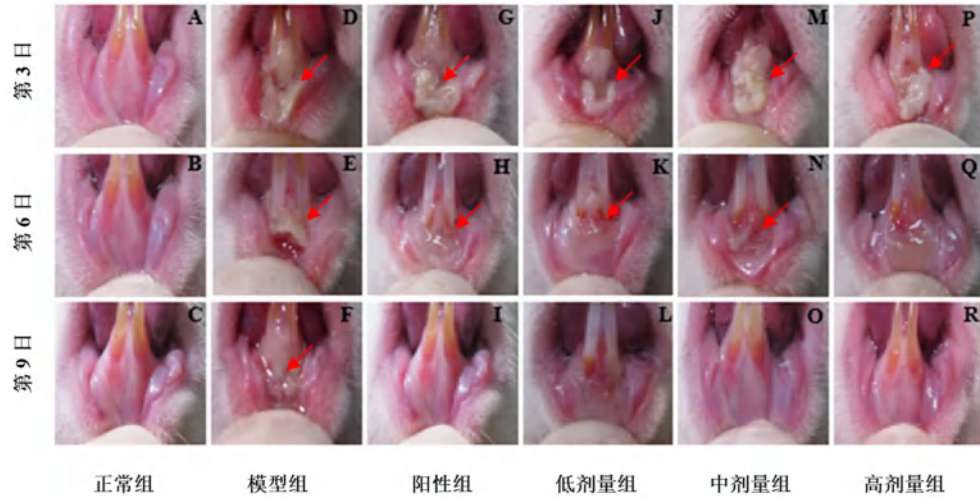 A D G J M P
第3日
B E H K N Q
第6日
C F I L O R
第9日
正常组 模型组 阳性组 低剂量组 中剂量组 高剂量组